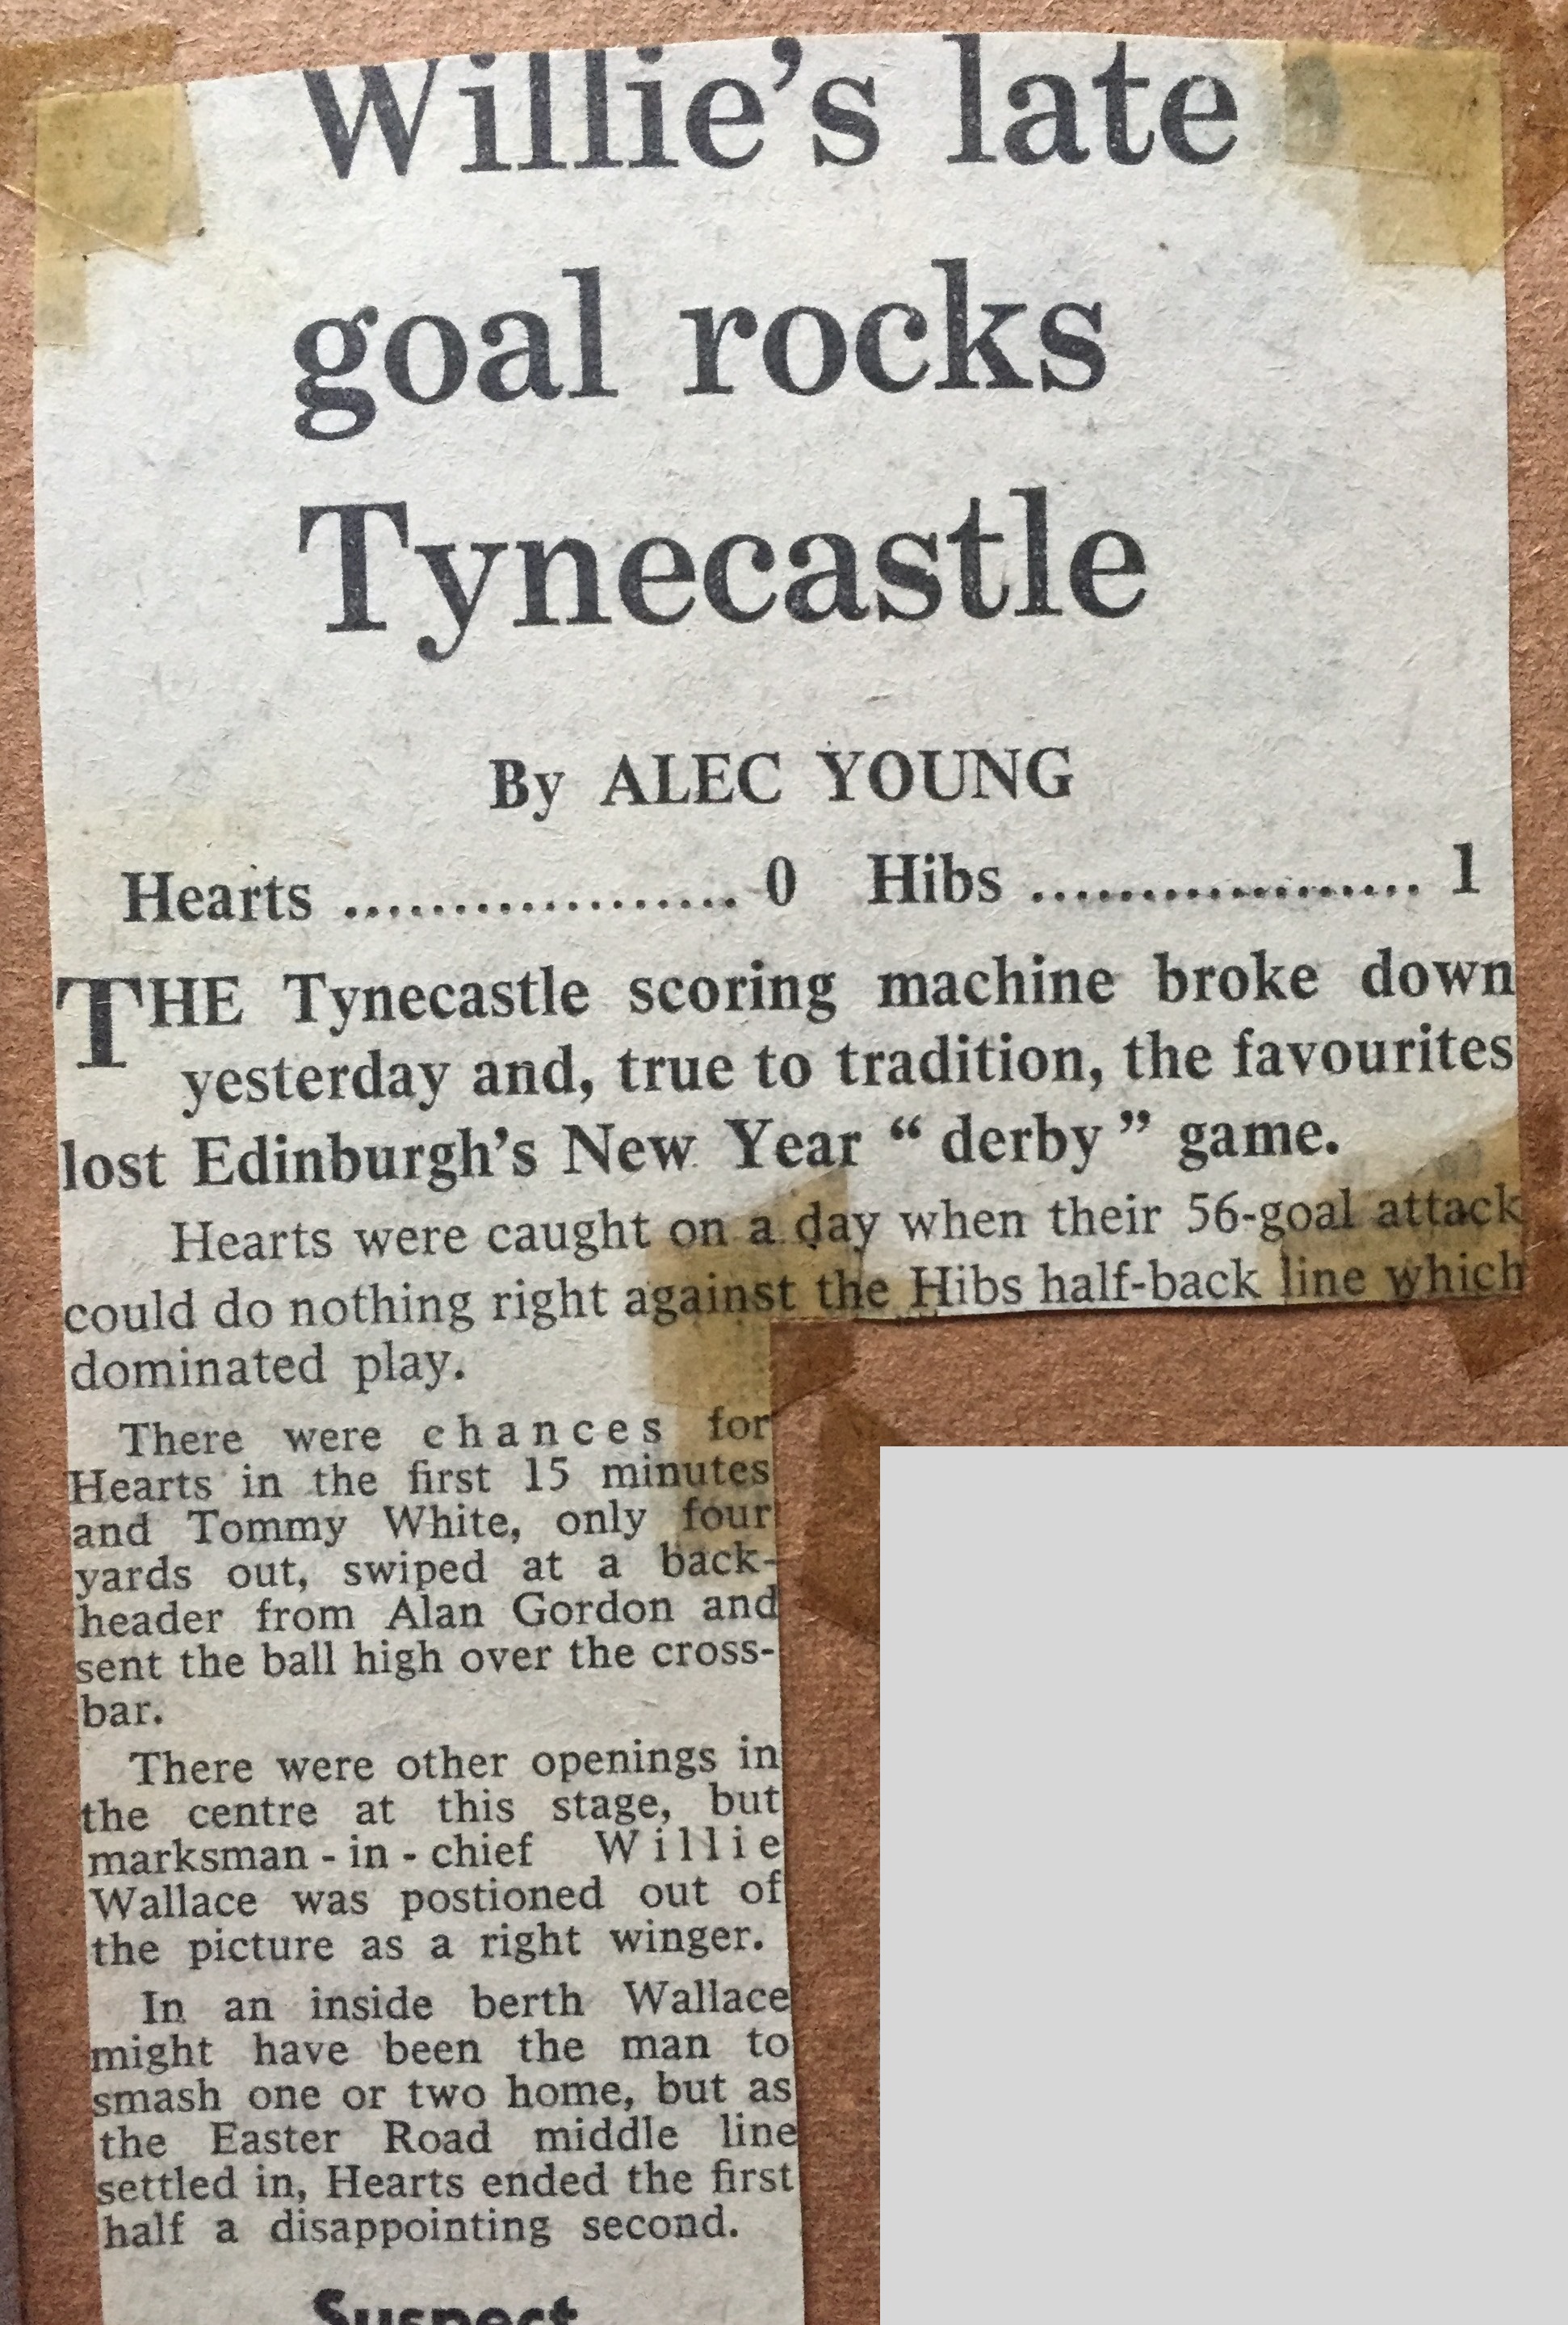 Willie's late
goal rocks
Tynecastle
By ALEC YOUNG
Hearts .................. 0 Hibs .................. 1
THE Tynecastle scoring machine broke down
yesterday and, true to tradition, the favourites
lost Edinburgh's New Year “ derby ” game.
Hearts were caught on a day when their 56-goal attack
could do nothing right against the Hibs half-back line which
dominated play.
There were chances for
Hearts in the first 15 minutes
and Tommy White, only four
yards out, swiped at a back-
header from Alan Gordon and
sent the ball high over the cross-
bar.
There were other openings in
the centre at this stage, but
marksman - in - chief Willie
Wallace was postioned out of
the picture as a right winger.
In an inside berth Wallace
might have been the man to
smash one or two home, but as
the Easter Road middle line
settled in, Hearts ended the first
half a disappointing second.
Suspect